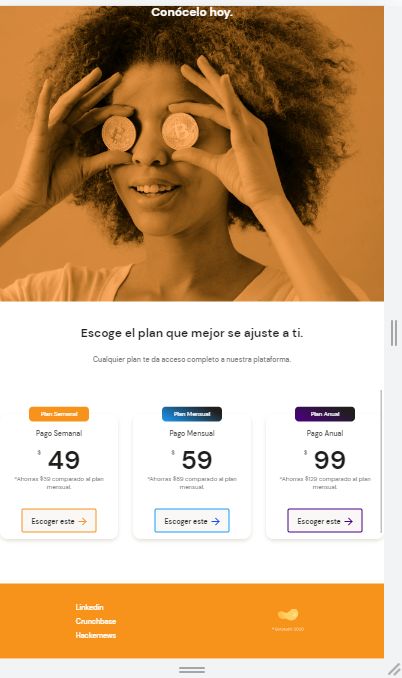 Conócelo hoy.
Escoge el plan que mejor se ajuste a ti.
Cualquier plan te da acceso completo a nuestra plataforma.
Plan Semanal
Pago Semanal
$ 49
*Ahorras $39 comparado al plan
mensual.
Escoger este →
Plan Mensual
Pago Mensual
$ 59
*Ahorras $89 comparado al plan
mensual.
Escoger este →
Plan Anual
Pago Anual
$ 99
*Ahorras $129 comparado al plan
mensual.
Escoger este →
Linkedin
Crunchbase
Hackernews